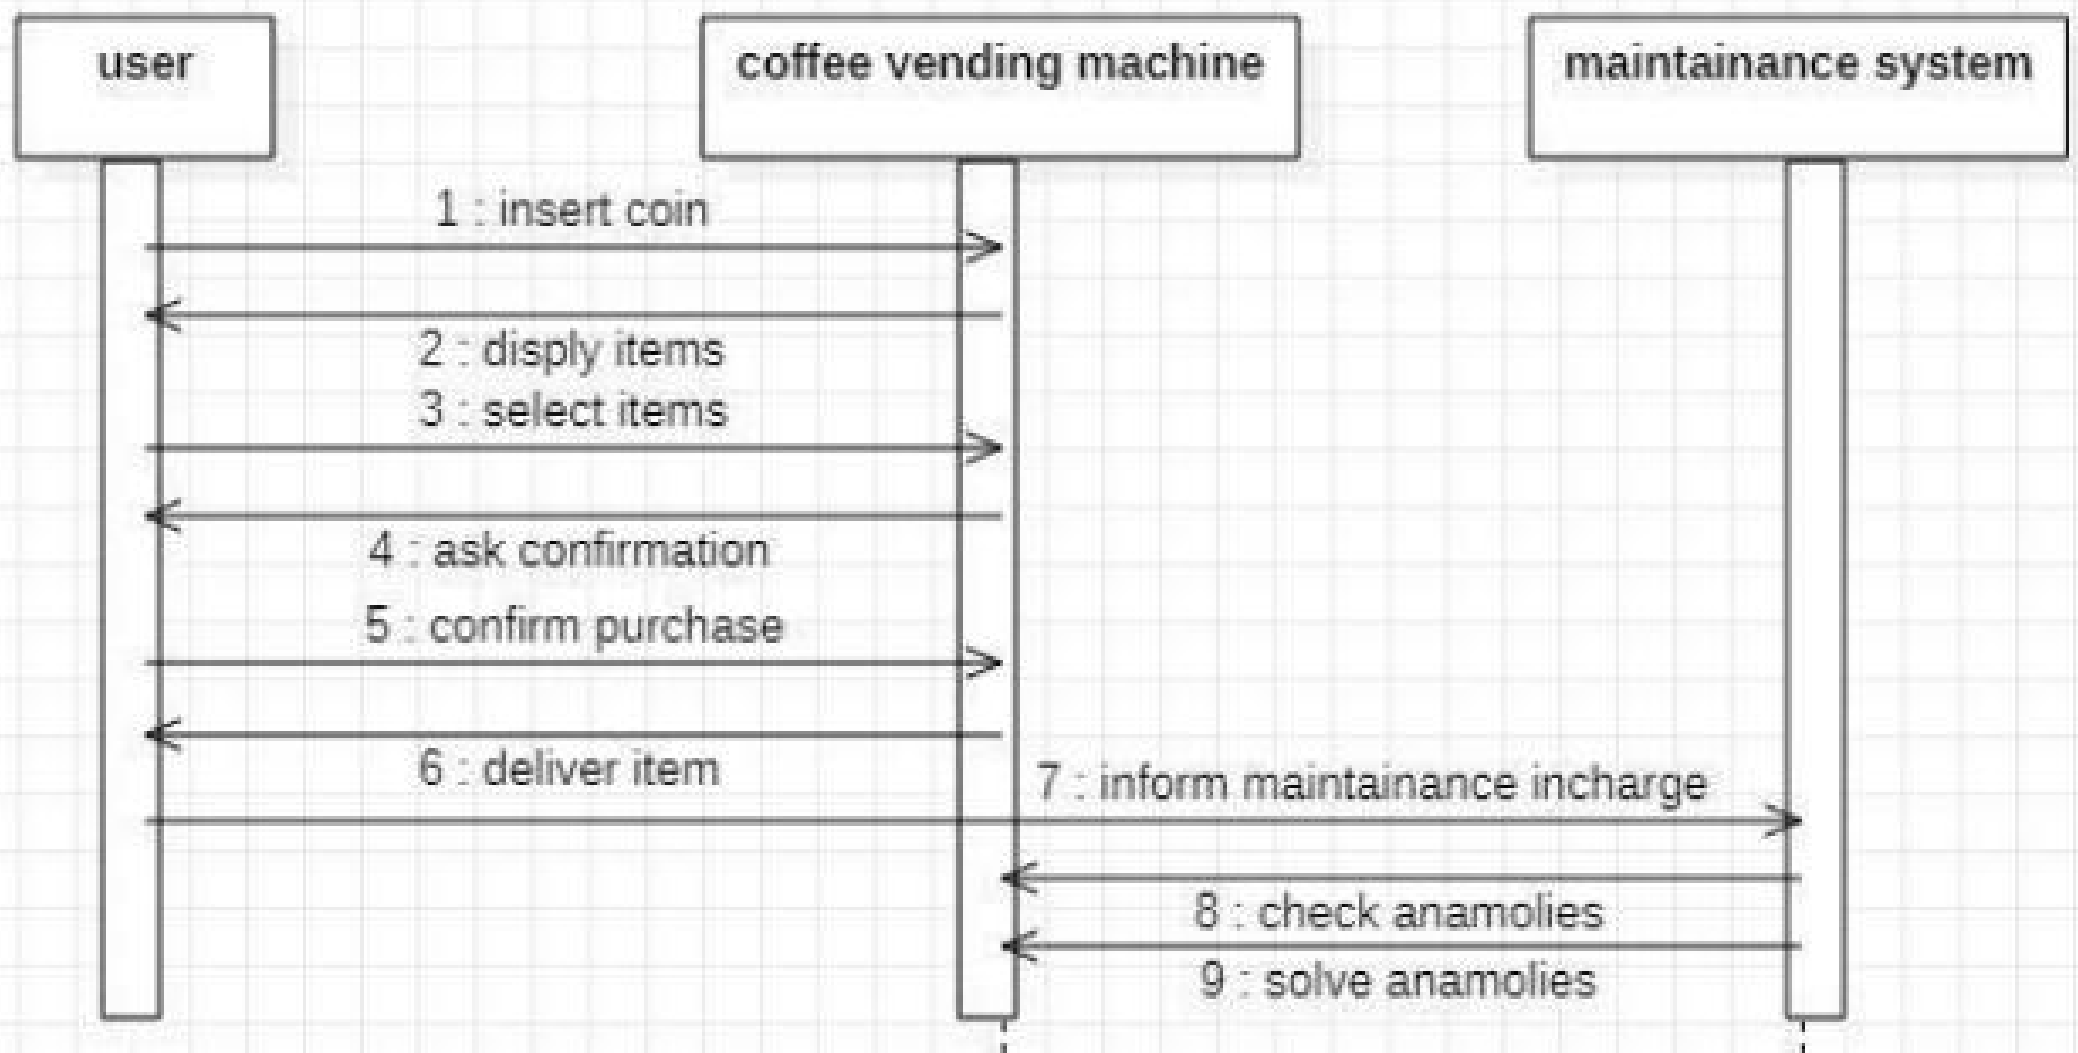 user
coffee vending machine
maintainance system
1 : insert coin
2 : disply items
3 : select items
4 : ask confirmation
5 : confirm purchase
6 : deliver item
7 : inform maintainance incharge
8 : check anamolies
9 : solve anamolies